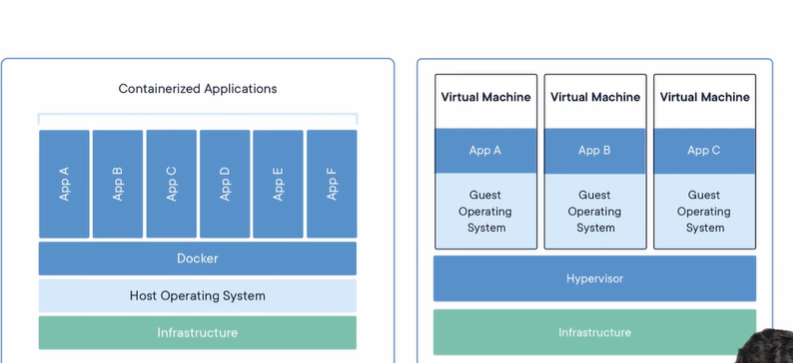 Containerized Applications
App A
App B
App C
App D
App E
App F
Docker
Host Operating System
Infrastructure
Virtual Machine
App A
Guest
Operating
System
Virtual Machine
App B
Guest
Operating
System
Virtual Machine
App C
Guest
Operating
System
Hypervisor
Infrastructure